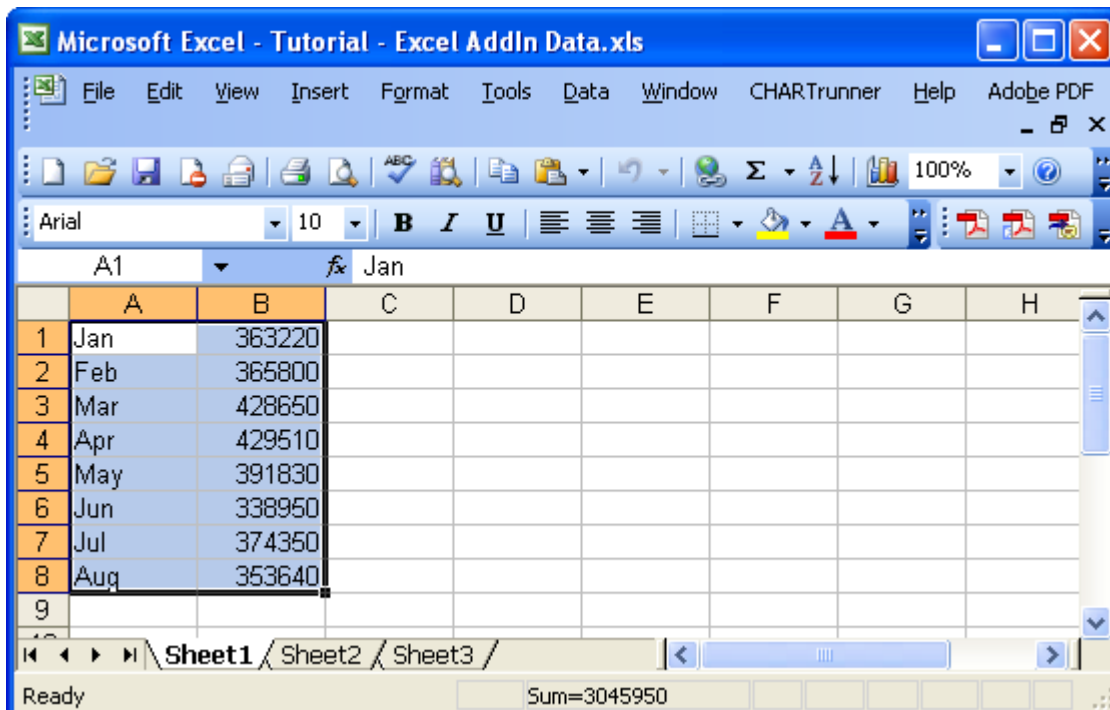 Microsoft Excel - Tutorial - Excel AddIn Data.xls
File Edit View Insert Format Tools Data Window CHARTrunner Help Adobe PDF
ABC Σ A Z 100%
Arial 10 B I U A
A1 fx Jan
A B C D E F G H
1 Jan 363220
2 Feb 365800
3 Mar 428650
4 Apr 429510
5 May 391830
6 Jun 338950
7 Jul 374350
8 Aug 353640
9
Sheet1 Sheet2 Sheet3
Ready Sum=3045950